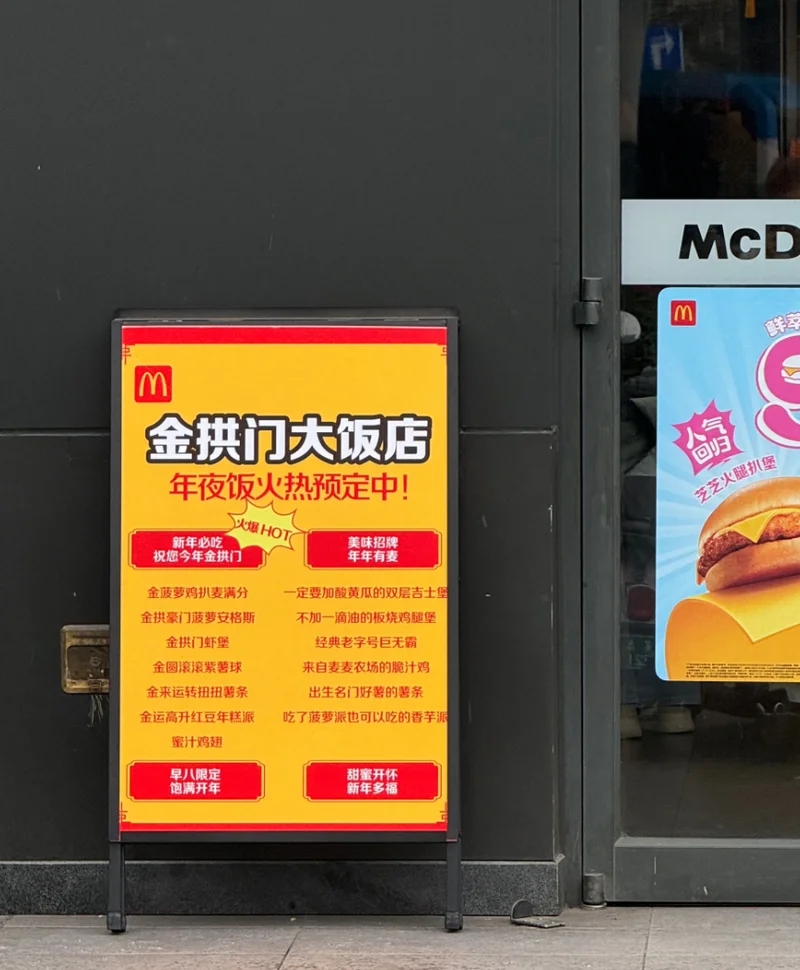 金拱门大饭店
年夜饭火热预定中！
火爆 HOT
新年必吃
祝您今年金拱门
金菠萝鸡扒麦满分
金拱豪门菠萝安格斯
金拱门虾堡
金圆滚滚紫薯球
金来运转扭扭薯条
金运高升红豆年糕派
蜜汁鸡翅
早八限定
饱满开年
美味招牌
年年有麦
一定要加酸黄瓜的双层吉士堡
不加一滴油的板烧鸡腿堡
经典老字号巨无霸
来自麦麦农场的脆汁鸡
出生名门好薯的薯条
吃了菠萝派也可以吃的香芋派
甜蜜开怀
新年多福
McD
人气
回归
芝芝火腿扒堡